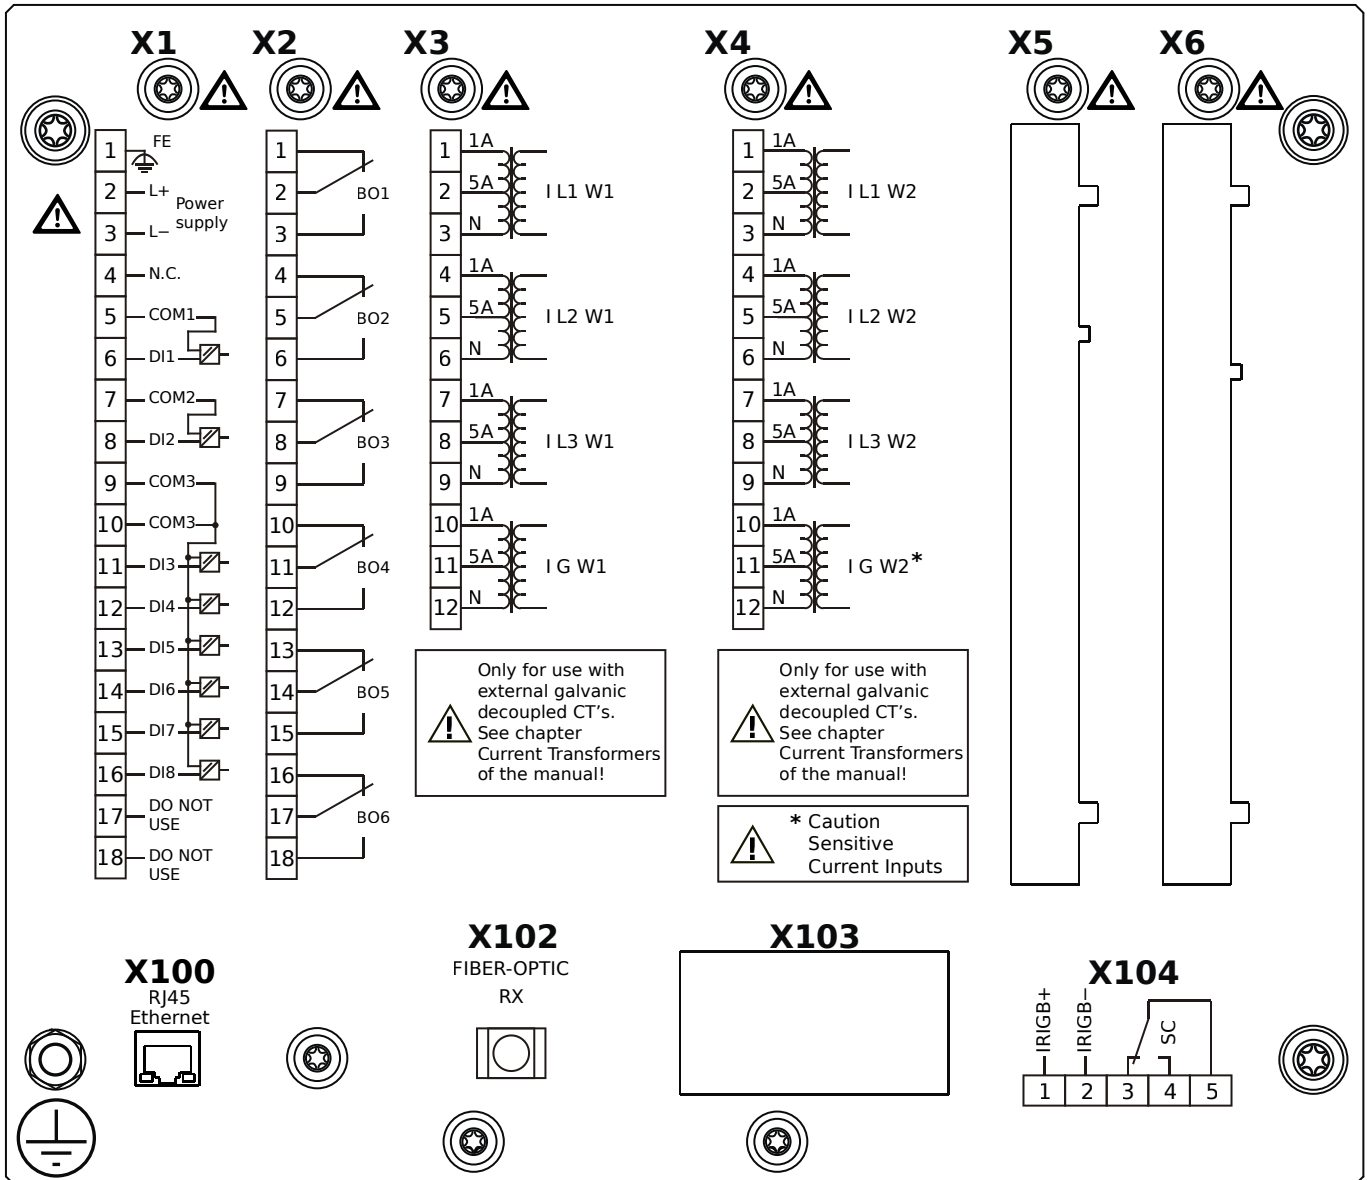 X1
X2
X3
X4
X5
X6
1
FE
2
L+
Power
supply
3
L−
4
N.C.
5
COM1
6
DI1
7
COM2
8
DI2
9
COM3
10
COM3
11
DI3
12
DI4
13
DI5
14
DI6
15
DI7
16
DI8
17
DO NOT
USE
18
DO NOT
USE
1
2
BO1
3
4
5
BO2
6
7
8
BO3
9
10
11
BO4
12
13
14
BO5
15
16
17
BO6
18
1
1A
2
5A
I L1 W1
3
N
4
1A
5
5A
I L2 W1
6
N
7
1A
8
5A
I L3 W1
9
N
10
1A
11
5A
I G W1
12
N
Only for use with
external galvanic
decoupled CT's.
See chapter
Current Transformers
of the manual!
1
1A
2
5A
I L1 W2
3
N
4
1A
5
5A
I L2 W2
6
N
7
1A
8
5A
I L3 W2
9
N
10
1A
11
5A
I G W2*
12
N
Only for use with
external galvanic
decoupled CT's.
See chapter
Current Transformers
of the manual!
* Caution
Sensitive
Current Inputs
X100
RJ45
Ethernet
X102
FIBER-OPTIC
RX
X103
X104
IRIGB+
IRIGB−
SC
1 2 3 4 5